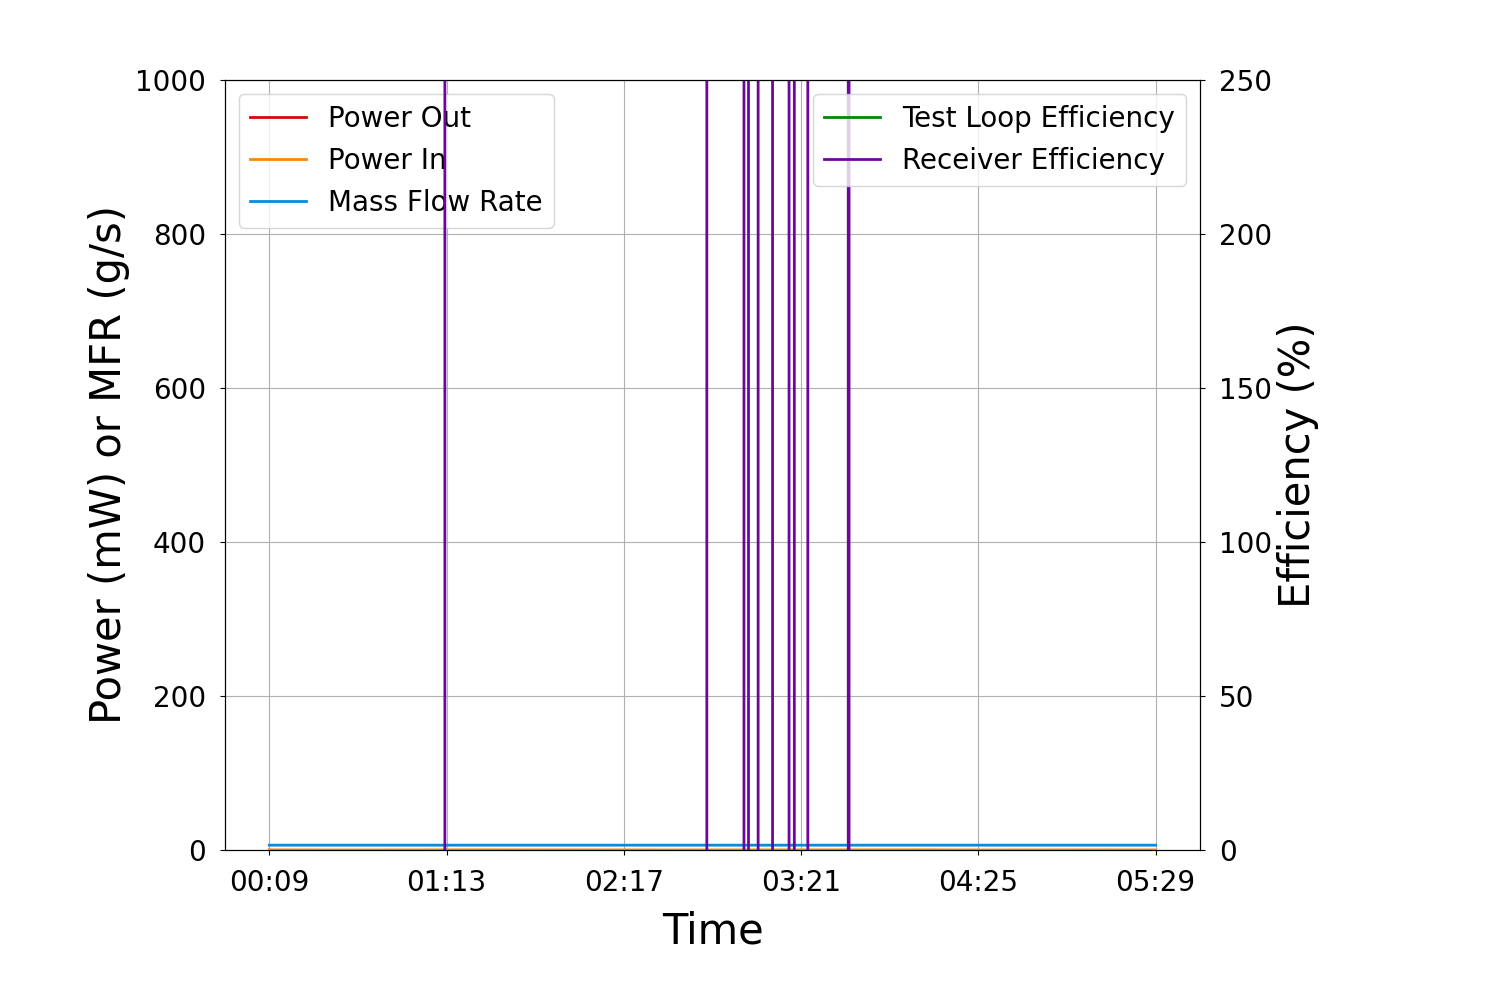 1000
800
600
400
200
0
Power (mW) or MFR (g/s)
Power Out
Power In
Mass Flow Rate
Test Loop Efficiency
Receiver Efficiency
250
200
150
100
50
0
Efficiency (%)
00:09 01:13 02:17 03:21 04:25 05:29
Time